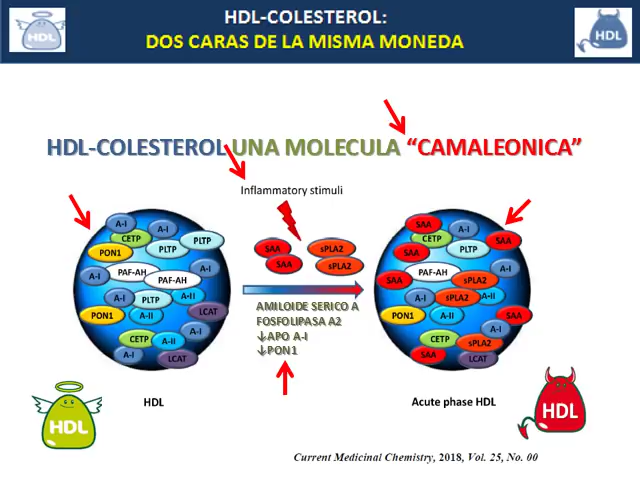 HDL-COLESTEROL:
DOS CARAS DE LA MISMA MONEDA
HDL
HDL
HDL-COLESTEROL UNA MOLECULA “CAMALEONICA”
Inflammatory stimuli
A-I
A-I
CETP
PLTP
PLTP
PON1
PAF-AH
A-I
A-I
PAF-AH
A-I
PLTP
A-II
PON1
A-II
LCAT
A-I
CETP
A-II
A-I
LCAT
SAA
sPLA2
SAA
sPLA2
AMILOIDE SERICO A
FOSFOLIPASA A2
↓APO A-I
↓PON1
SAA
A-I
CETP
SAA
SAA
PLTP
PAF-AH
A-I
SAA
sPLA2
A-I
sPLA2
A-II
PON1
A-II
SAA
A-I
CETP
sPLA2
SAA
LCAT
HDL
Acute phase HDL
HDL
HDL
Current Medicinal Chemistry, 2018, Vol. 25, No. 00